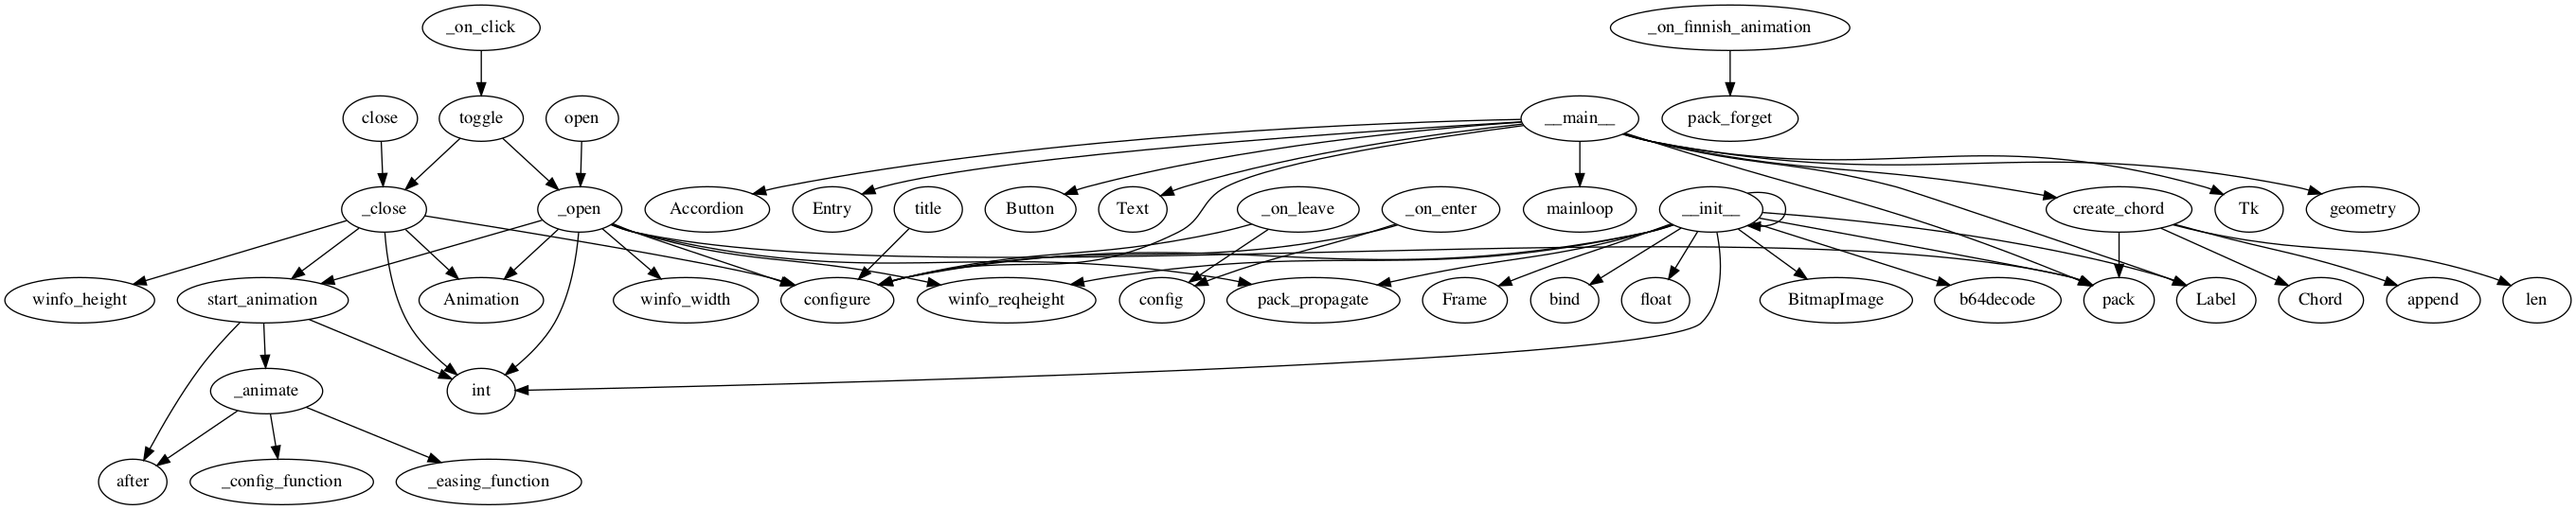 _on_click
_on_finnish_animation
close
toggle
open
__main__
pack_forget
_close
_open
Accordion
Entry
title
Button
Text
_on_leave
_on_enter
mainloop
__init__
create_chord
Tk
geometry
winfo_height
start_animation
Animation
winfo_width
configure
winfo_reqheight
config
pack_propagate
Frame
bind
float
BitmapImage
b64decode
pack
Label
Chord
append
len
_animate
int
after
_config_function
_easing_function